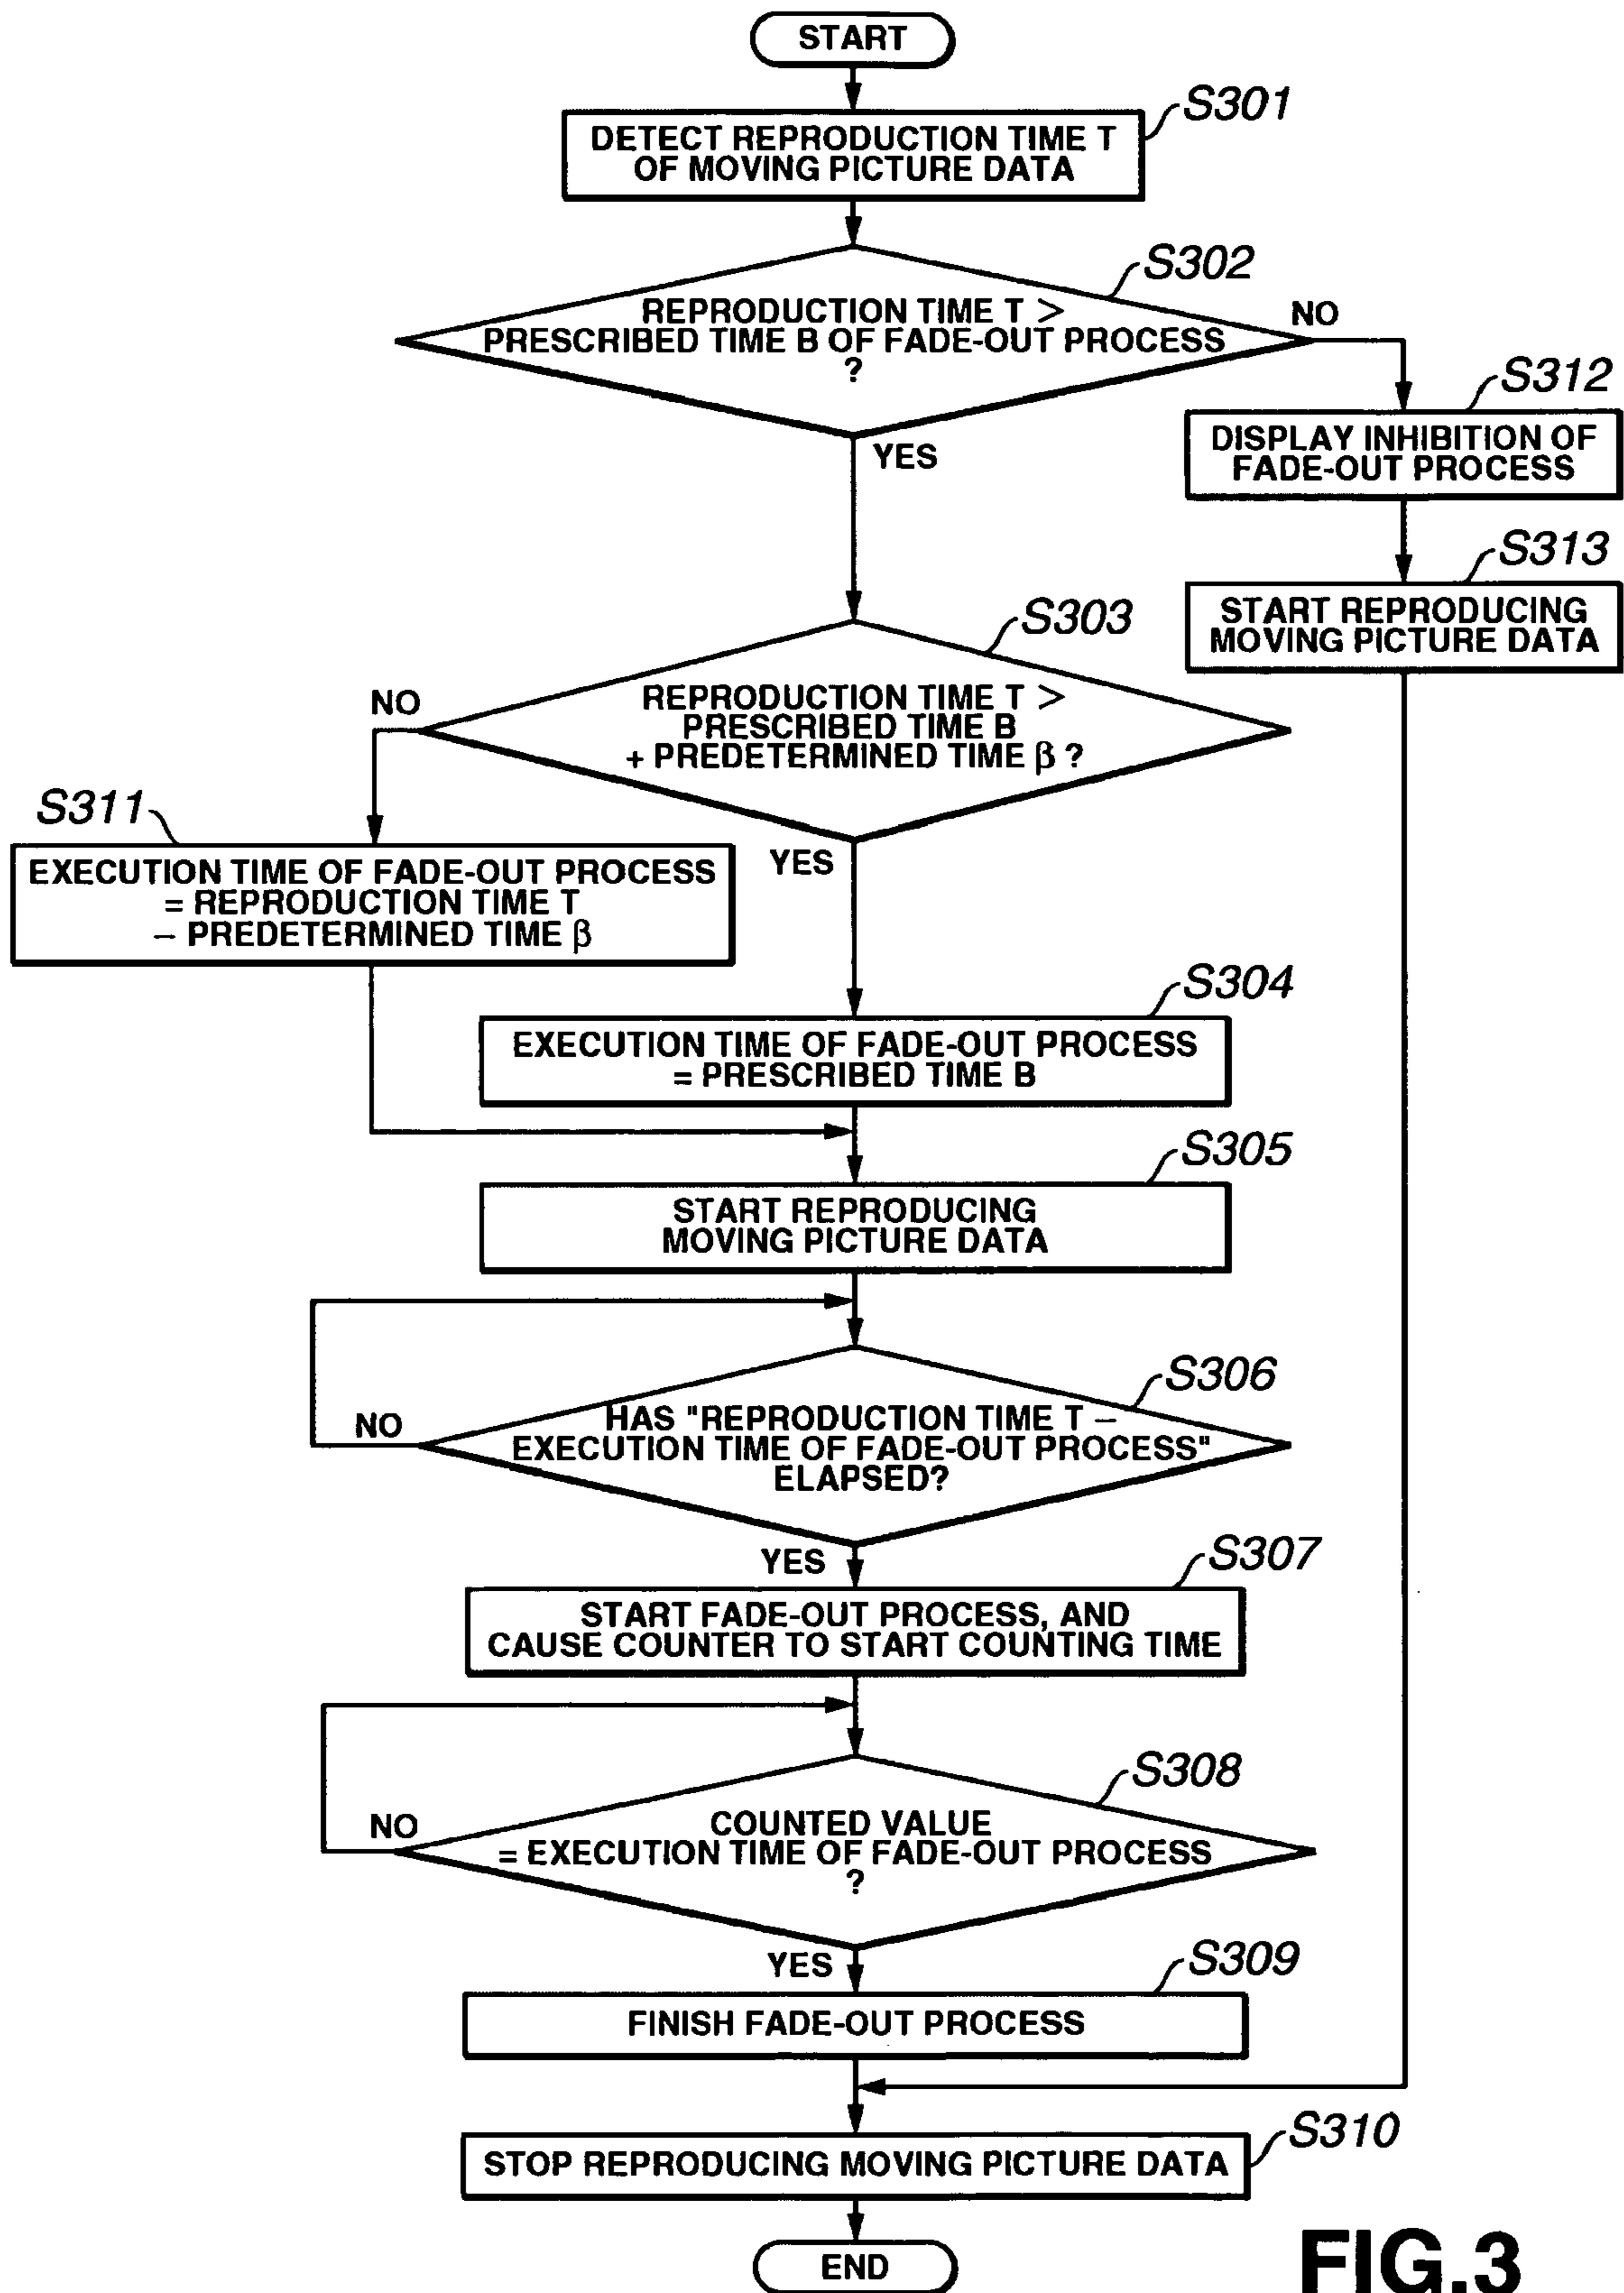 START
S301
DETECT REPRODUCTION TIME T
OF MOVING PICTURE DATA
S302
REPRODUCTION TIME T >
PRESCRIBED TIME B OF FADE-OUT PROCESS
?
NO
YES
S312
DISPLAY INHIBITION OF
FADE-OUT PROCESS
S313
START REPRODUCING
MOVING PICTURE DATA
S303
REPRODUCTION TIME T >
PRESCRIBED TIME B
+ PREDETERMINED TIME β ?
NO
YES
S311
EXECUTION TIME OF FADE-OUT PROCESS
= REPRODUCTION TIME T
– PREDETERMINED TIME β
S304
EXECUTION TIME OF FADE-OUT PROCESS
= PRESCRIBED TIME B
S305
START REPRODUCING
MOVING PICTURE DATA
S306
HAS "REPRODUCTION TIME T –
EXECUTION TIME OF FADE-OUT PROCESS"
ELAPSED?
NO
YES
S307
START FADE-OUT PROCESS, AND
CAUSE COUNTER TO START COUNTING TIME
S308
COUNTED VALUE
= EXECUTION TIME OF FADE-OUT PROCESS
?
NO
YES
S309
FINISH FADE-OUT PROCESS
S310
STOP REPRODUCING MOVING PICTURE DATA
END
FIG.3